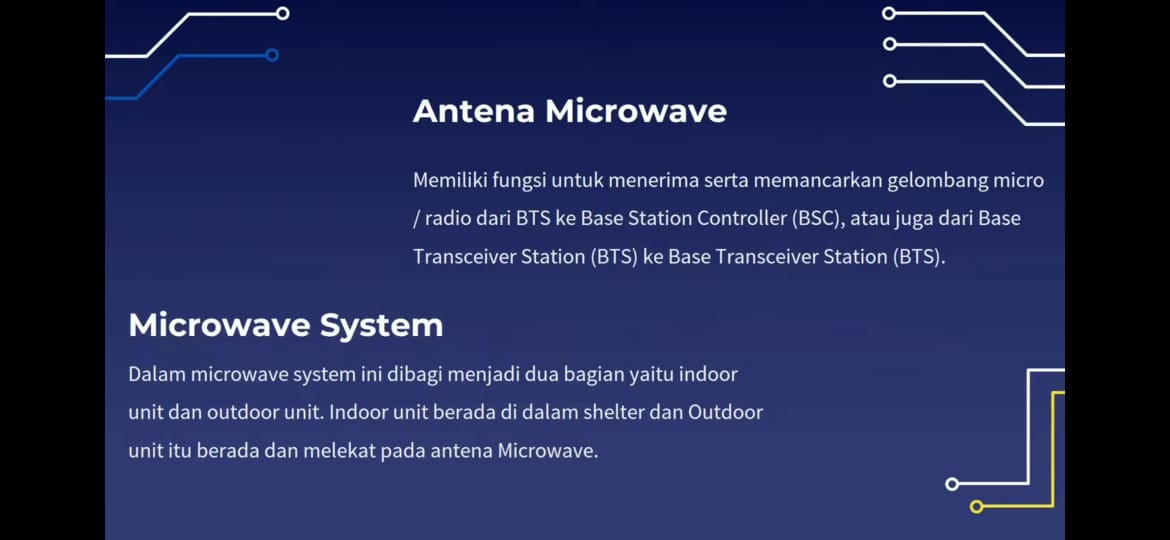 Antena Microwave
Memiliki fungsi untuk menerima serta memancarkan gelombang micro
/ radio dari BTS ke Base Station Controller (BSC), atau juga dari Base
Transceiver Station (BTS) ke Base Transceiver Station (BTS).
Microwave System
Dalam microwave system ini dibagi menjadi dua bagian yaitu indoor
unit dan outdoor unit. Indoor unit berada di dalam shelter dan Outdoor
unit itu berada dan melekat pada antena Microwave.